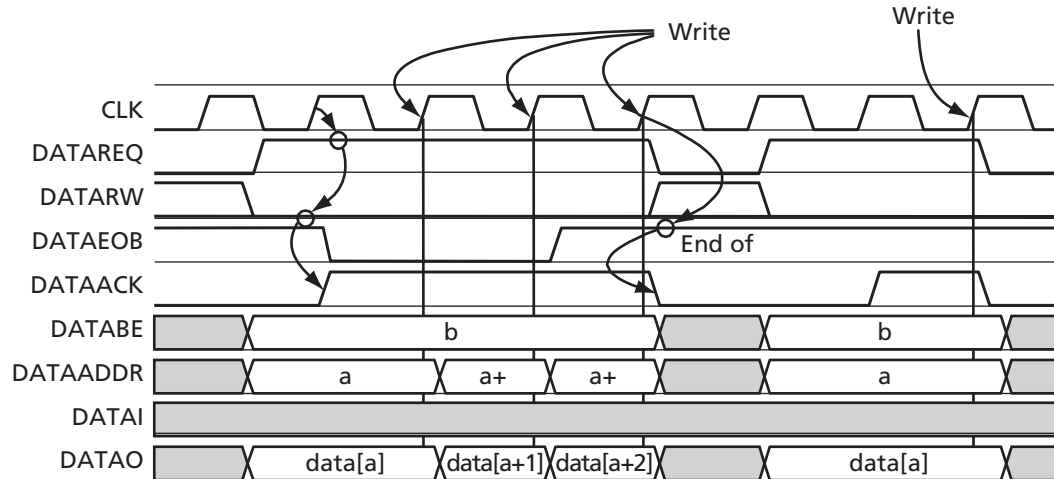 Write
Write
CLK
DATAREQ
DATARW
DATAEOB
End of
DATAACK
DATABE
b
b
DATAADDR
a
a+
a+
a
DATAI
DATAO
data[a]
data[a+1]
data[a+2]
data[a]